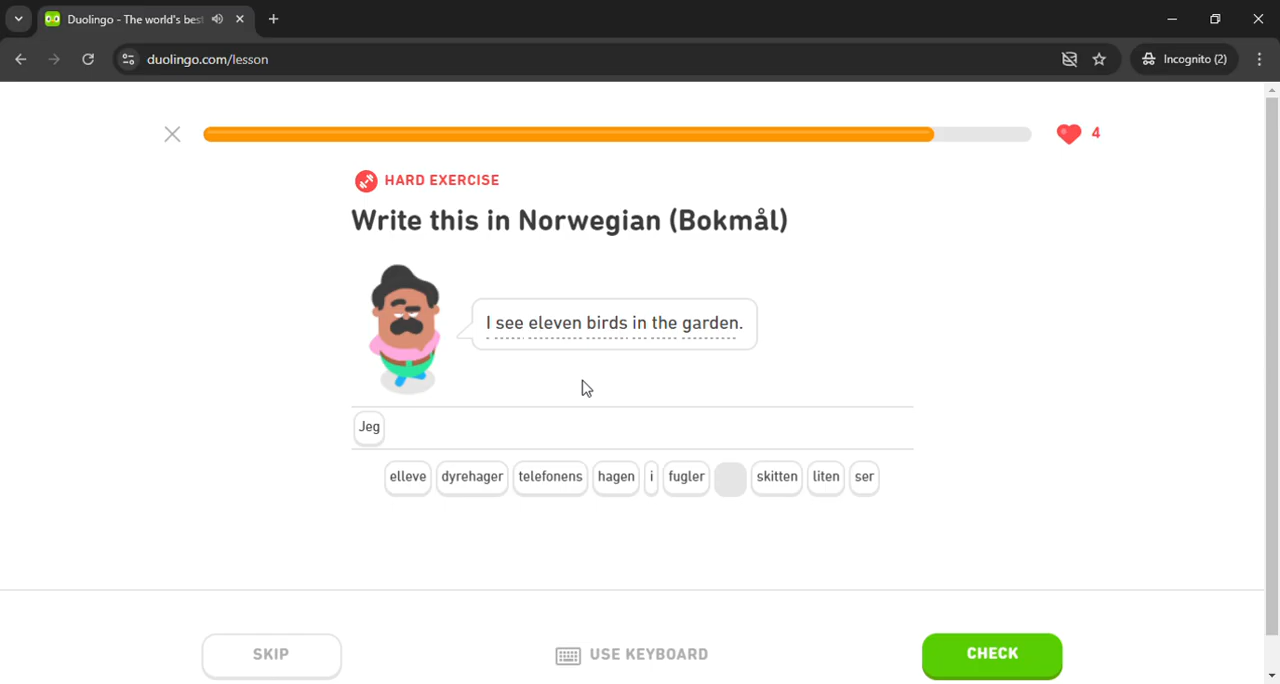 Duolingo - The world's bes
duolingo.com/lesson
Incognito (2)
4
HARD EXERCISE
Write this in Norwegian (Bokmål)
I see eleven birds in the garden.
Jeg
elleve dyrehager telefonens hagen i fugler skitten liten ser
SKIP USE KEYBOARD CHECK